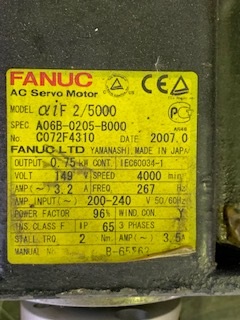 FANUC
AC Servo Motor
MODEL αiF 2/5000
SPEC A06B-0205-B000
No C072F4310 DATE 2007.0
FANUC LTD YAMANASHI, MADE IN JAPAN
OUTPUT 0.75 kW CONT. IEC60034-1
VOLT 149 V SPEED 4000 min
AMP(~) 3.2 A FREQ. 267 Hz
AMP. INPUT(~) 200-240 V 50/60Hz
POWER FACTOR 96% WIND. CON. Y
INS. CLASS F IP 65 3 PHASES
STALL TRQ. 2 Nm AMP(~) 3.5A
MANUAL No B-65262